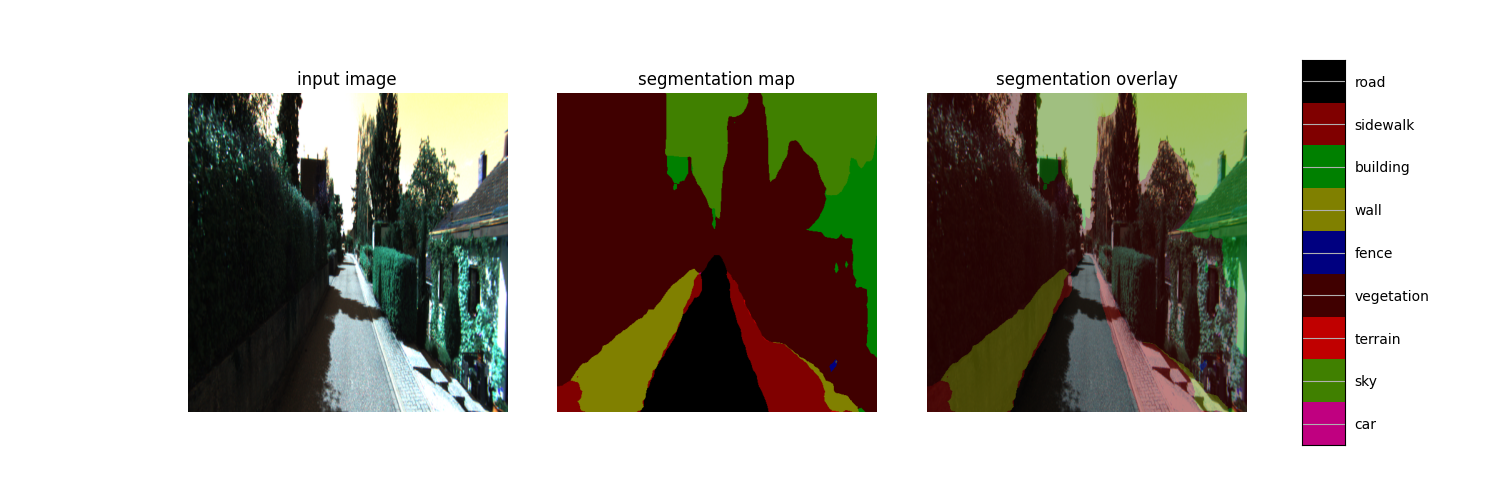 input image
segmentation map
segmentation overlay
road
sidewalk
building
wall
fence
vegetation
terrain
sky
car